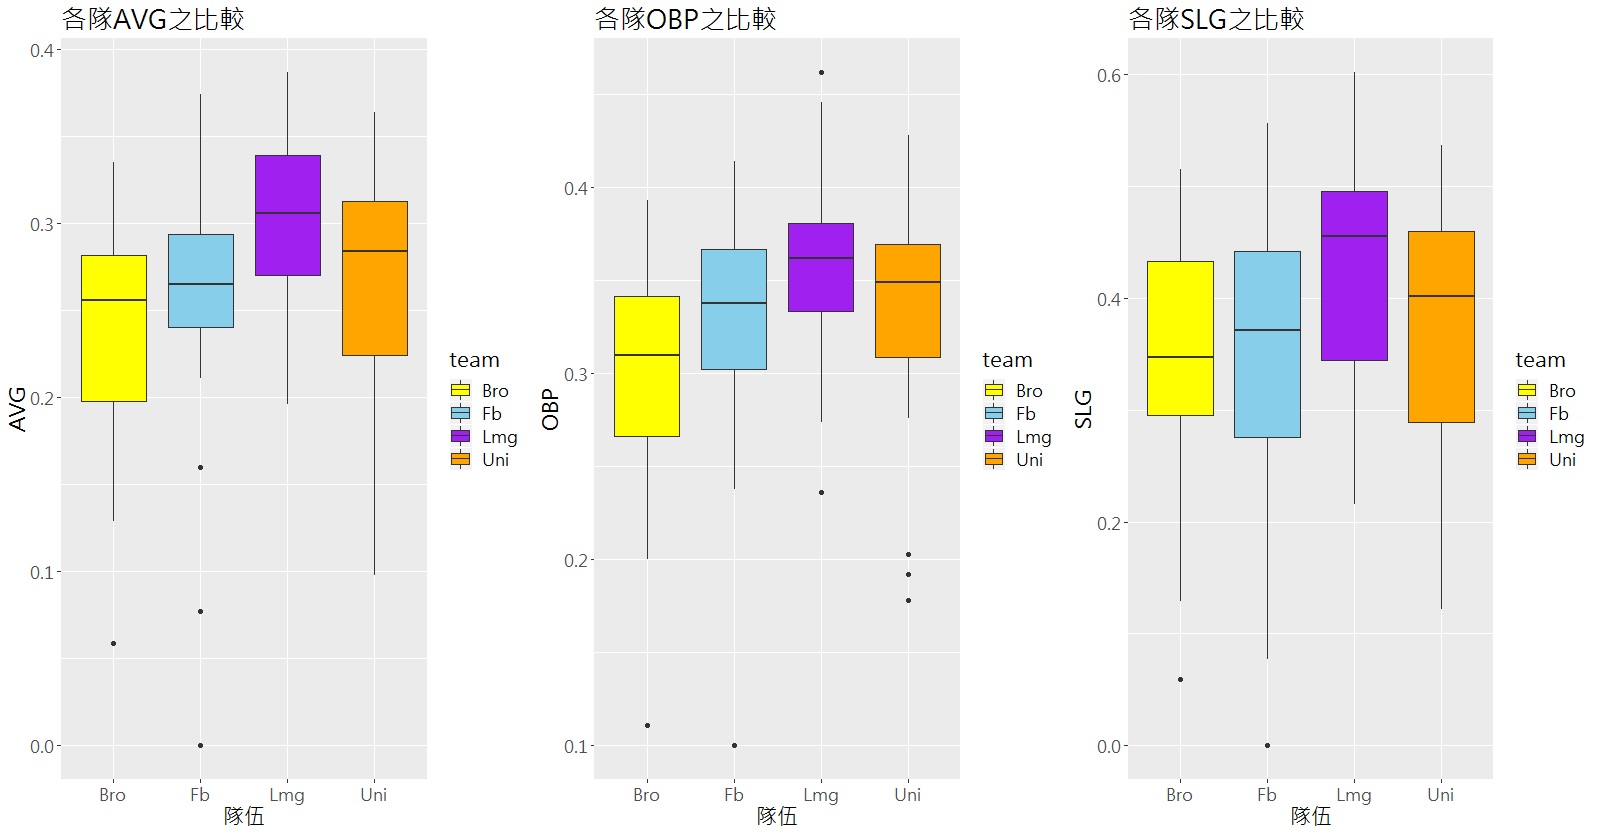 各隊AVG之比較
0.4
0.3
0.2
0.1
0.0
AVG
Bro
Fb
Lmg
Uni
隊伍
team
Bro
Fb
Lmg
Uni
各隊OBP之比較
0.4
0.3
0.2
0.1
OBP
Bro
Fb
Lmg
Uni
隊伍
team
Bro
Fb
Lmg
Uni
各隊SLG之比較
0.6
0.4
0.2
0.0
SLG
Bro
Fb
Lmg
Uni
隊伍
team
Bro
Fb
Lmg
Uni